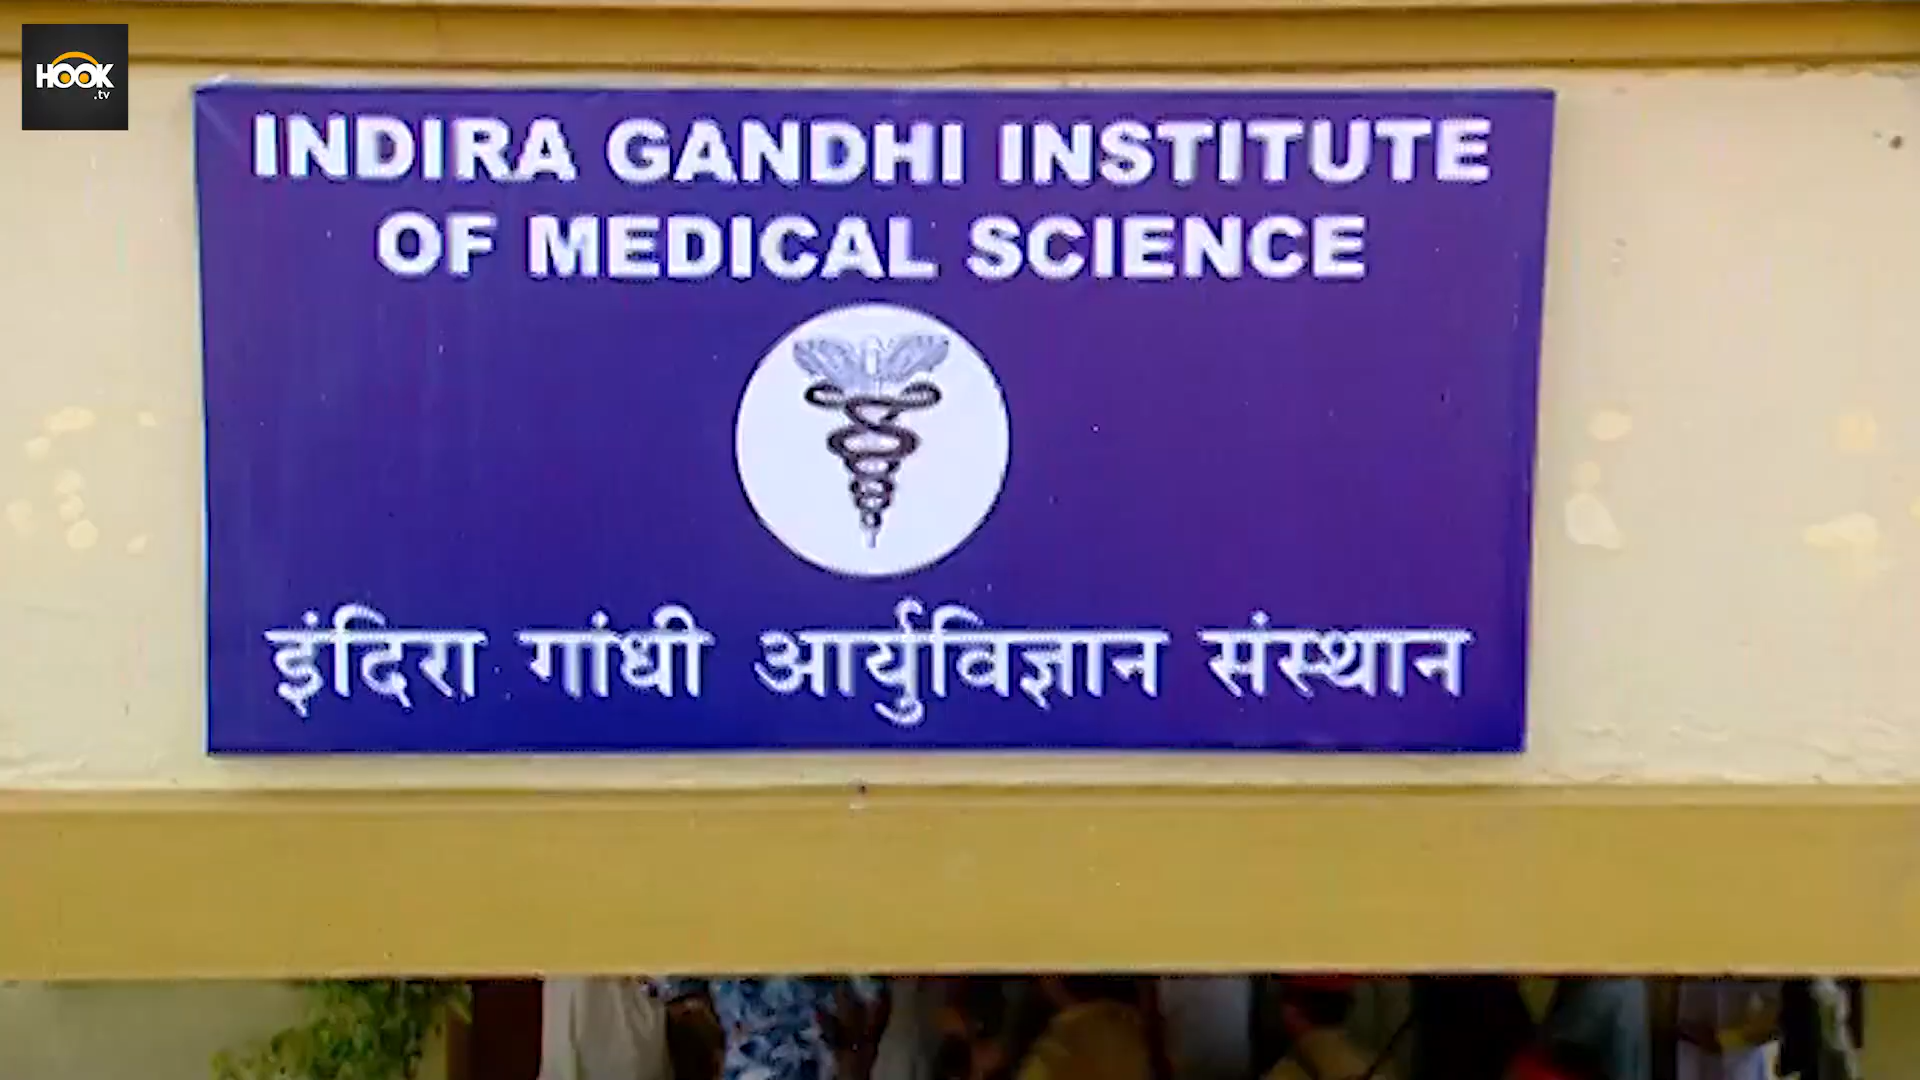 HOOK
.tv
INDIRA GANDHI INSTITUTE
OF MEDICAL SCIENCE
इंदिरा गांधी आर्युविज्ञान संस्थान